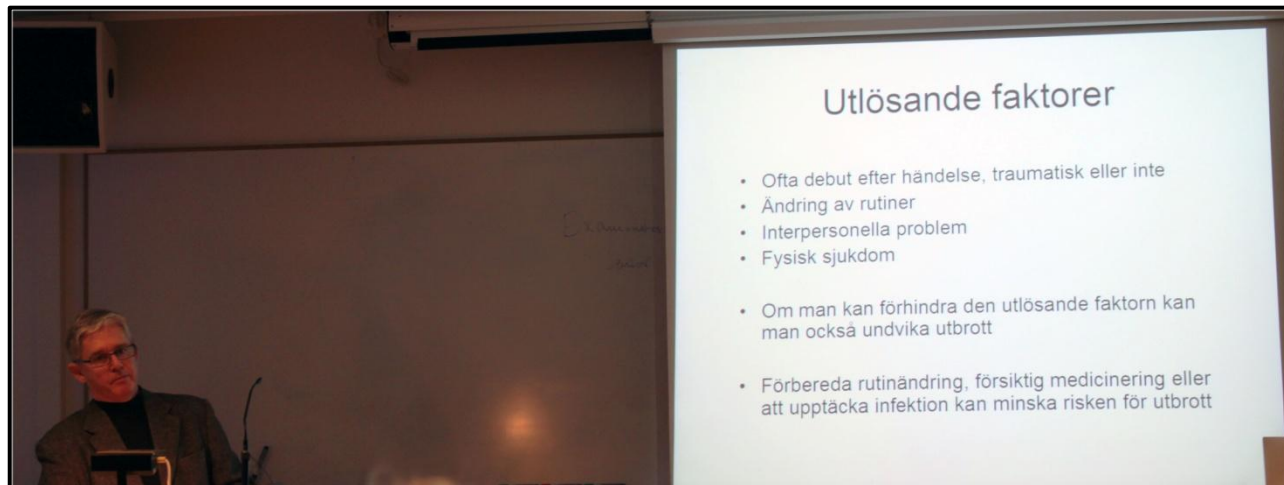 Utlösande faktorer
• Ofta debut efter händelse, traumatisk eller inte
• Ändring av rutiner
• Interpersonella problem
• Fysisk sjukdom
• Om man kan förhindra den utlösande faktorn kan
man också undvika utbrott
• Förbereda rutinändring, försiktig medicinering eller
att upptäcka infektion kan minska risken för utbrott